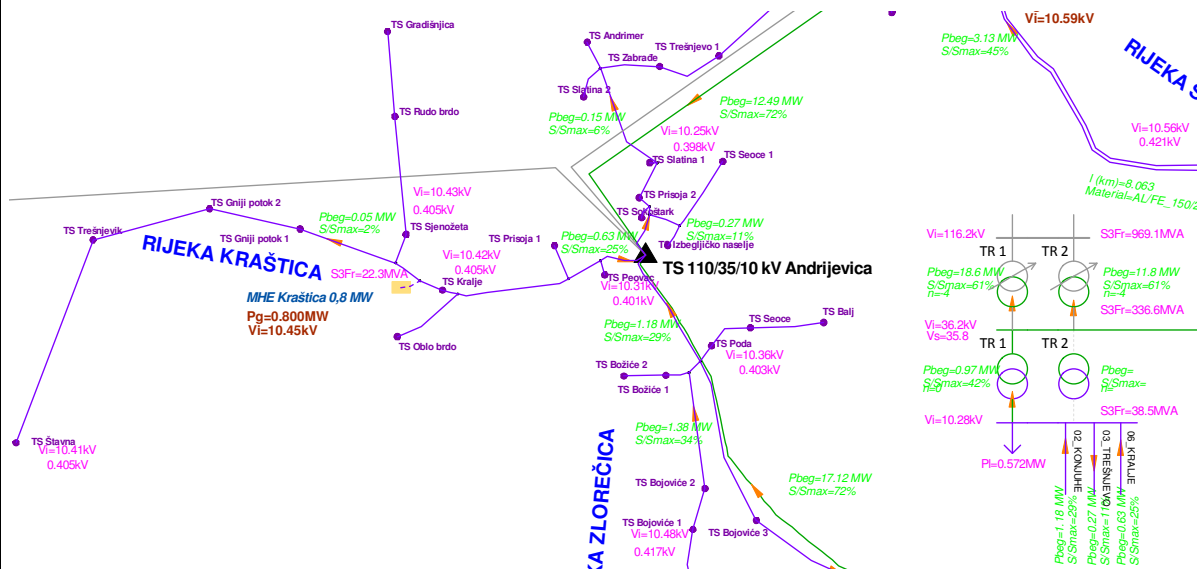 TS Gradišnjica
TS Rudo brdo
Vi=10.43kV
0.405kV
TS Sjenožeta
TS Gnjiji potok 2
TS Gnjiji potok 1
TS Trešnjevik
Pbeg=0.05 MW
S/Smax=2%
RIJEKA KRAŠTICA
S3Fr=22.3MVA
MHE Kraštica 0,8 MW
Pg=0.800MW
Vi=10.45kV
Vi=10.42kV
0.405kV
TS Kralje
TS Oblo brdo
TS Prisoja 1
TS Štavna
Vi=10.41kV
0.405kV
TS Andrimer
TS Zabrađe
TS Trešnjevo 1
TS Slatina 2
Pbeg=0.15 MW
S/Smax=6%
Pbeg=12.49 MW
S/Smax=72%
Vi=10.25kV
0.398kV
TS Slatina 1
TS Seoce 1
TS Prisoja 2
TS Sokoštark
Pbeg=0.27 MW
S/Smax=11%
Pbeg=0.63 MW
S/Smax=25%
TS Izbegljičko naselje
TS 110/35/10 kV Andrijevica
TS Peovac
Vi=10.31kV
0.401kV
Pbeg=1.18 MW
S/Smax=29%
TS Seoce
TS Balj
TS Poda
Vi=10.36kV
0.403kV
TS Božiće 2
TS Božiće 1
Pbeg=1.38 MW
S/Smax=34%
KA ZLOREČICA
TS Bojoviće 2
TS Bojoviće 1
Vi=10.48kV
0.417kV
TS Bojoviće 3
Pbeg=17.12 MW
S/Smax=72%
Vi=10.59kV
Pbeg=3.13 MW
S/Smax=45%
RIJEKA S
Vi=10.56kV
0.421kV
l (km)=8.063
Material=AL/FE_150/2
Vi=116.2kV
TR 1
TR 2
S3Fr=969.1MVA
Pbeg=18.6 MW
S/Smax=61%
n=-4
Pbeg=11.8 MW
S/Smax=61%
n=-4
S3Fr=336.6MVA
Vi=36.2kV
Vs=35.8
TR 1
TR 2
Pbeg=0.97 MW
S/Smax=42%
n=0
Pbeg=
S/Smax=
n=
S3Fr=38.5MVA
Vi=10.28kV
Pl=0.572MW
02_KONJUHE
03_TREŠNJEVO
06_KRALJE
Pbeg=1.18 MW
S/Smax=29%
Pbeg=0.27 MW
S/Smax=11%
Pbeg=0.63 MW
S/Smax=25%